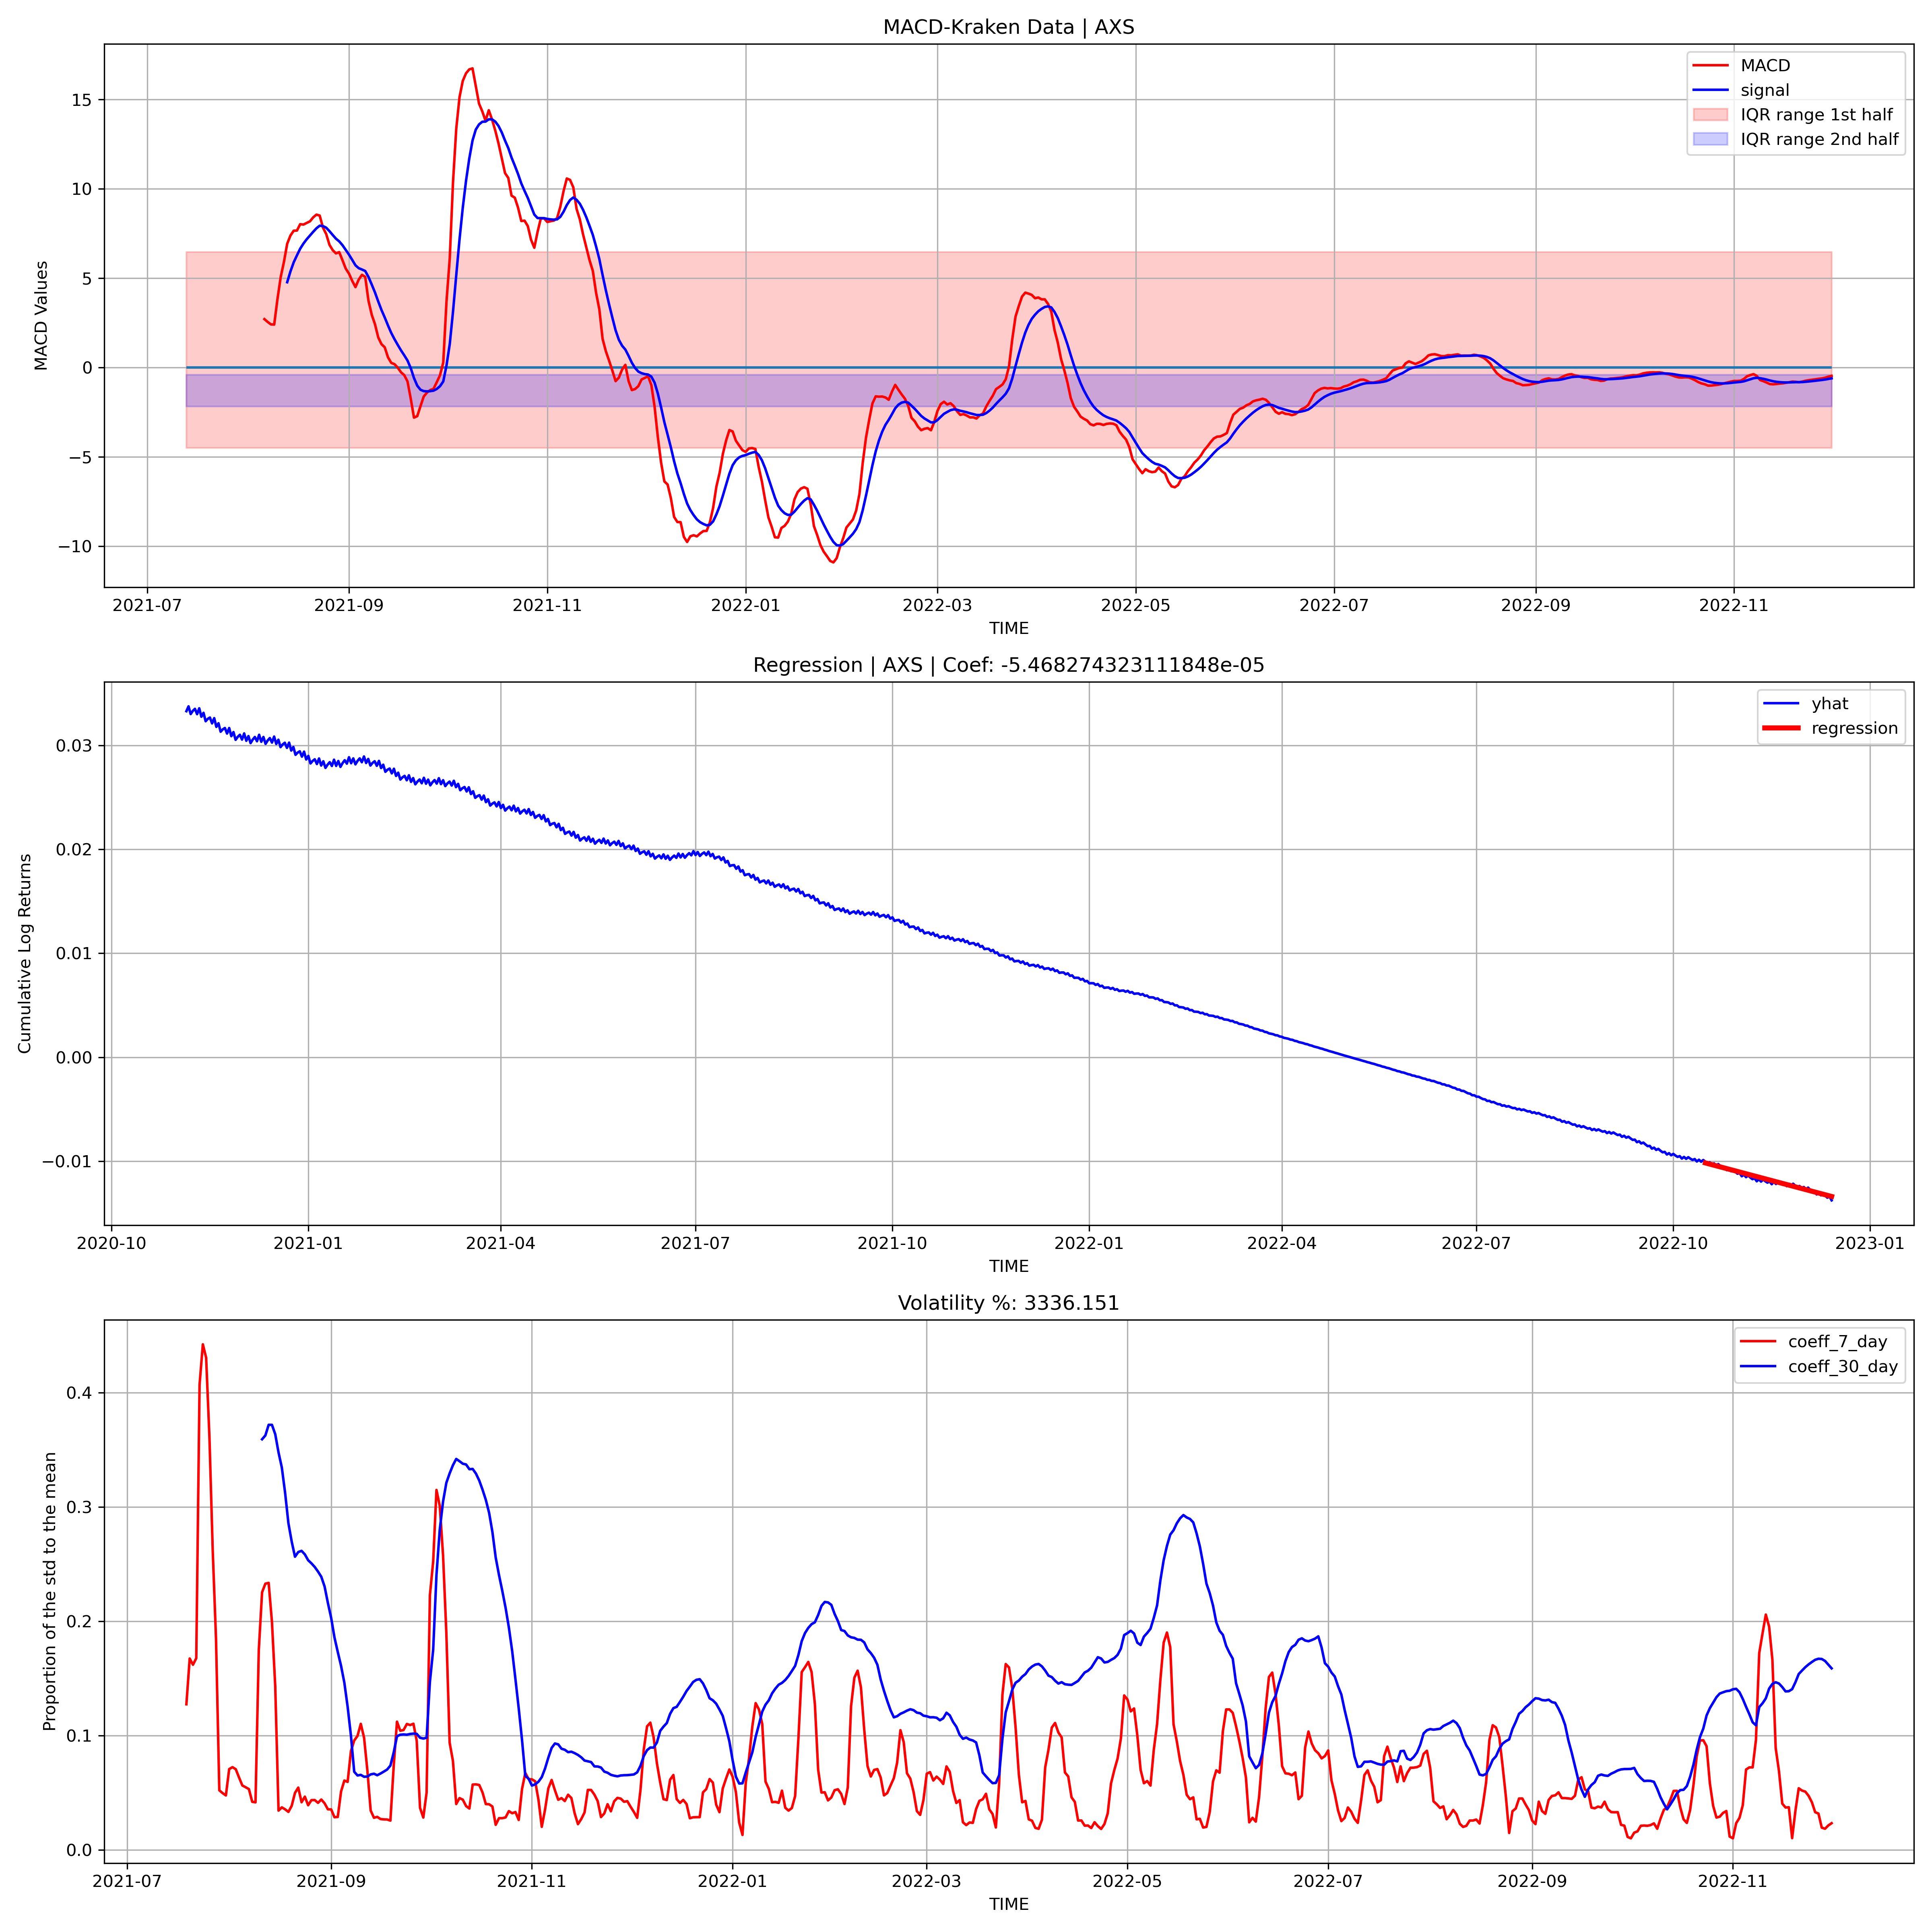 MACD-Kraken Data | AXS
MACD
signal
IQR range 1st half
IQR range 2nd half
MACD Values
15
10
5
0
−5
−10
2021-07 2021-09 2021-11 2022-01 2022-03 2022-05 2022-07 2022-09 2022-11
TIME
Regression | AXS | Coef: -5.468274323111848e-05
yhat
regression
Cumulative Log Returns
0.03
0.02
0.01
0.00
−0.01
2020-10 2021-01 2021-04 2021-07 2021-10 2022-01 2022-04 2022-07 2022-10 2023-01
TIME
Volatility %: 3336.151
coeff_7_day
coeff_30_day
Proportion of the std to the mean
0.4
0.3
0.2
0.1
0.0
2021-07 2021-09 2021-11 2022-01 2022-03 2022-05 2022-07 2022-09 2022-11
TIME